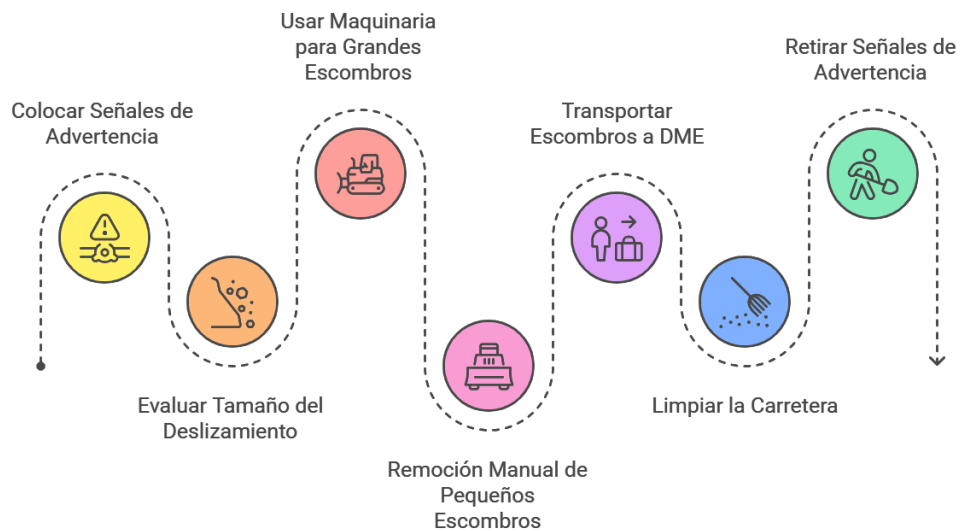 Colocar Señales de
Advertencia
Evaluar Tamaño del
Deslizamiento
Usar Maquinaria
para Grandes
Escombros
Remoción Manual de
Pequeños
Escombros
Transportar
Escombros a DME
Limpiar la Carretera
Retirar Señales de
Advertencia